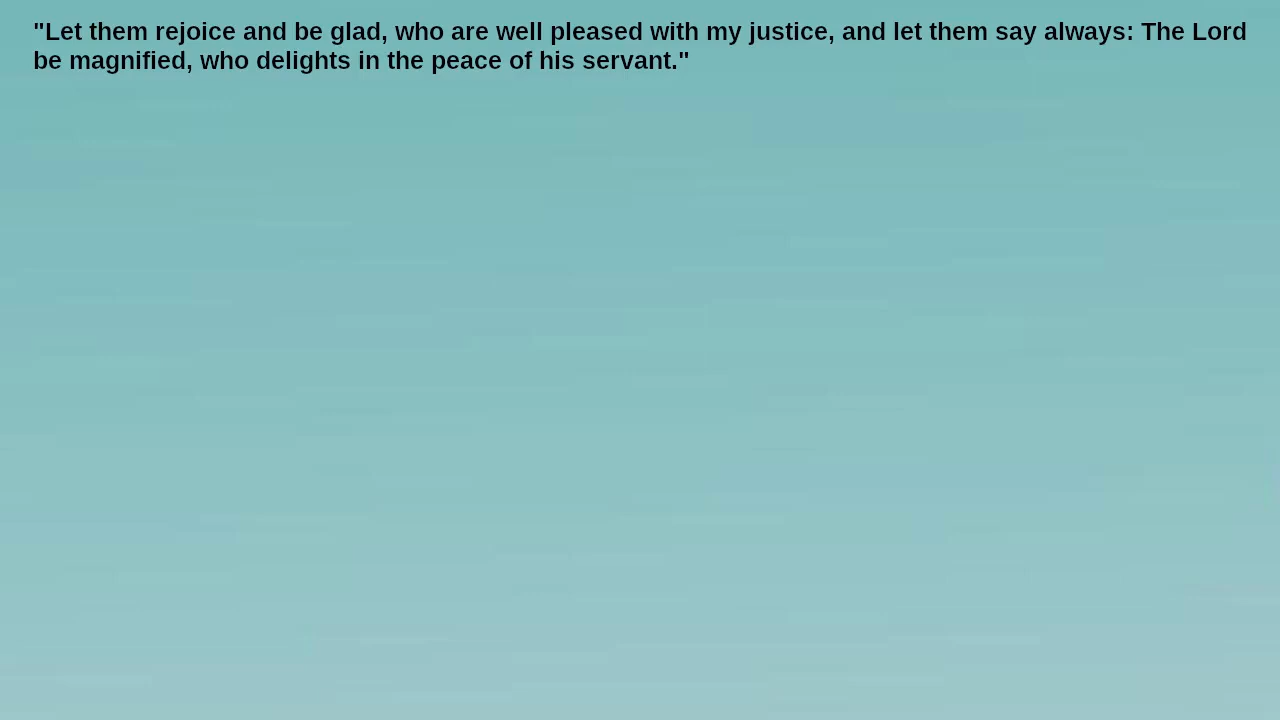 "Let them rejoice and be glad, who are well pleased with my justice, and let them say always: The Lord
be magnified, who delights in the peace of his servant."